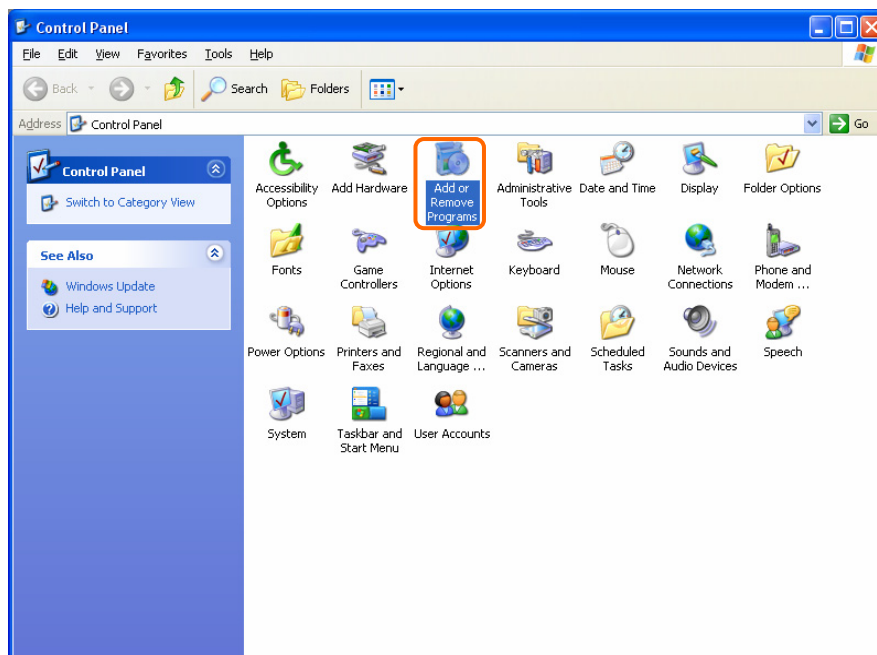 Control Panel
File Edit View Favorites Tools Help
Back Search Folders
Address Control Panel Go
Control Panel
Switch to Category View
See Also
Windows Update
Help and Support
Accessibility Options
Add Hardware
Add or Remove Programs
Administrative Tools
Date and Time
Display
Folder Options
Fonts
Game Controllers
Internet Options
Keyboard
Mouse
Network Connections
Phone and Modem ...
Power Options
Printers and Faxes
Regional and Language ...
Scanners and Cameras
Scheduled Tasks
Sounds and Audio Devices
Speech
System
Taskbar and Start Menu
User Accounts